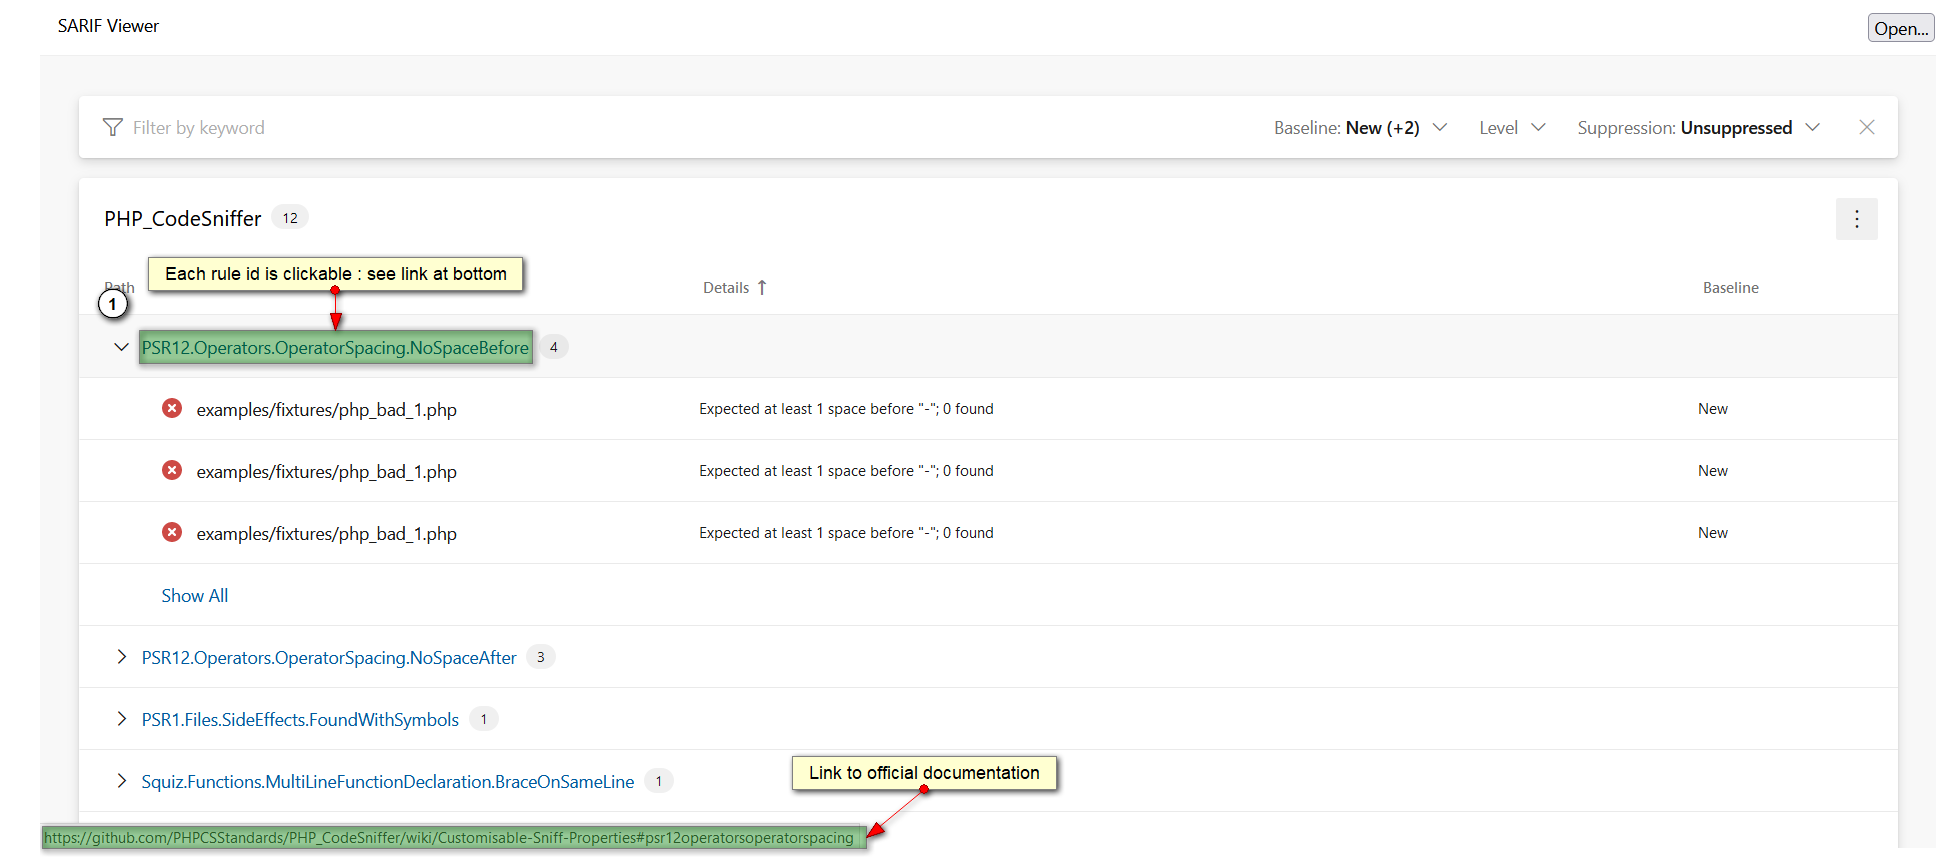 SARIF Viewer
Open...
Filter by keyword
Baseline: New (+2)
Level
Suppression: Unsuppressed
PHP_CodeSniffer 12
Each rule id is clickable : see link at bottom
Path
Details
Baseline
1
PSR12.Operators.OperatorSpacing.NoSpaceBefore 4
examples/fixtures/php_bad_1.php
Expected at least 1 space before "-"; 0 found
New
examples/fixtures/php_bad_1.php
Expected at least 1 space before "-"; 0 found
New
examples/fixtures/php_bad_1.php
Expected at least 1 space before "-"; 0 found
New
Show All
PSR12.Operators.OperatorSpacing.NoSpaceAfter 3
PSR1.Files.SideEffects.FoundWithSymbols 1
Link to official documentation
Squiz.Functions.MultiLineFunctionDeclaration.BraceOnSameLine 1
https://github.com/PHPCSStandards/PHP_CodeSniffer/wiki/Customisable-Sniff-Properties#psr12operatorsoperatorspacing